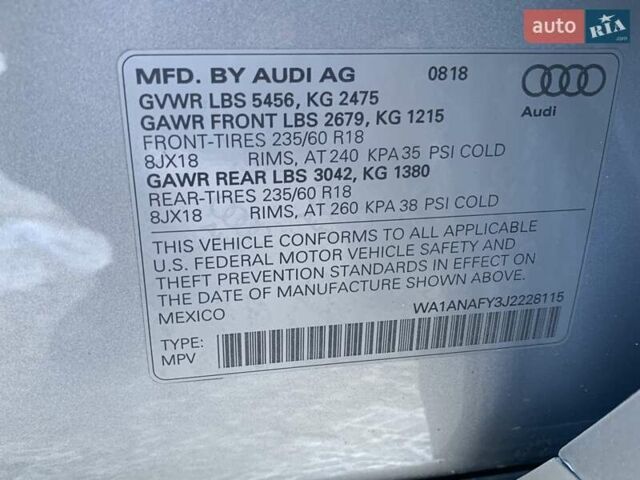 auto RIA .com
MFD. BY AUDI AG 0818
GVWR LBS 5456, KG 2475
GAWR FRONT LBS 2679, KG 1215
FRONT-TIRES 235/60 R18
8JX18 RIMS, AT 240 KPA 35 PSI COLD
GAWR REAR LBS 3042, KG 1380
REAR-TIRES 235/60 R18
8JX18 RIMS, AT 260 KPA 38 PSI COLD
Audi
THIS VEHICLE CONFORMS TO ALL APPLICABLE
U.S. FEDERAL MOTOR VEHICLE SAFETY AND
THEFT PREVENTION STANDARDS IN EFFECT ON
THE DATE OF MANUFACTURE SHOWN ABOVE.
MEXICO
WA1ANAFY3J2228115
TYPE:
MPV